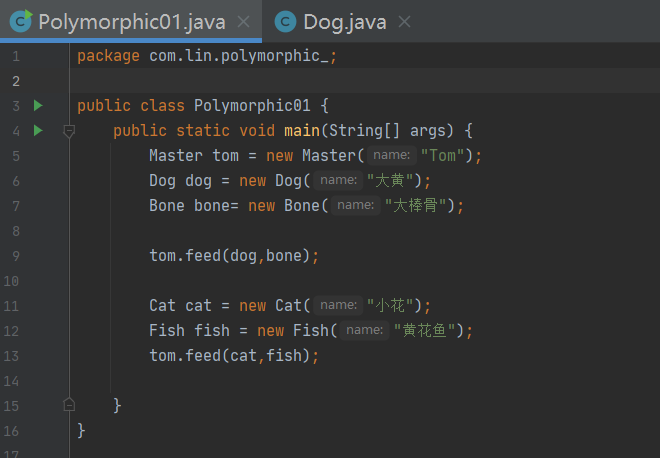 Polymorphic01.java Dog.java
1 package com.lin.polymorphic_;
2
3 public class Polymorphic01 {
4 public static void main(String[] args) {
5 Master tom = new Master( name: "Tom");
6 Dog dog = new Dog( name: "大黄");
7 Bone bone= new Bone( name: "大棒骨");
8
9 tom.feed(dog,bone);
10
11 Cat cat = new Cat( name: "小花");
12 Fish fish = new Fish( name: "黄花鱼");
13 tom.feed(cat,fish);
14
15 }
16 }
17